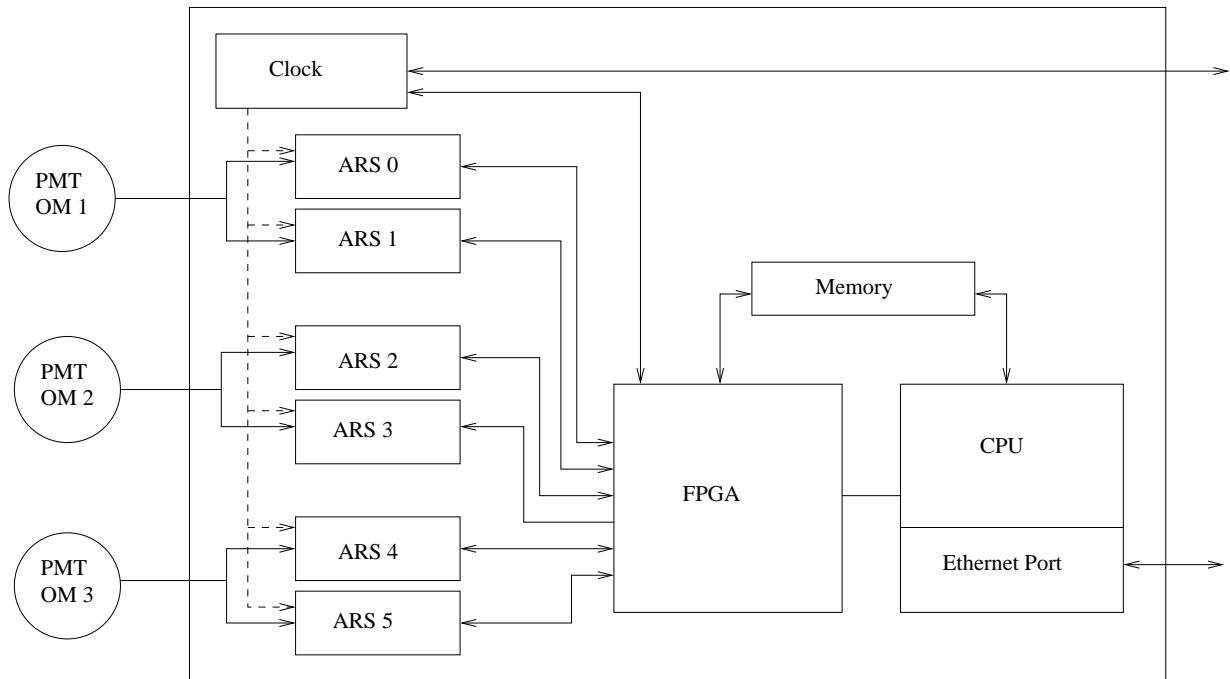 Clock
PMT
OM 1
ARS 0
ARS 1
Memory
PMT
OM 2
ARS 2
ARS 3
CPU
FPGA
PMT
OM 3
ARS 4
Ethernet Port
ARS 5